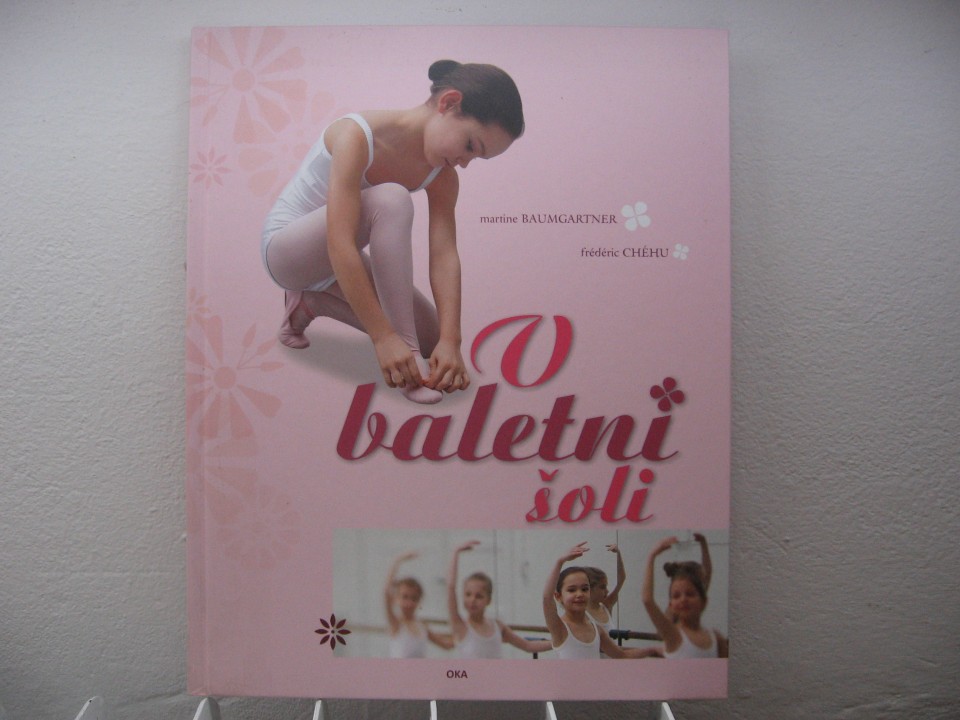 martine BAUMGARTNER
frédéric CHÉHU
V
baletni
šoli
OKA